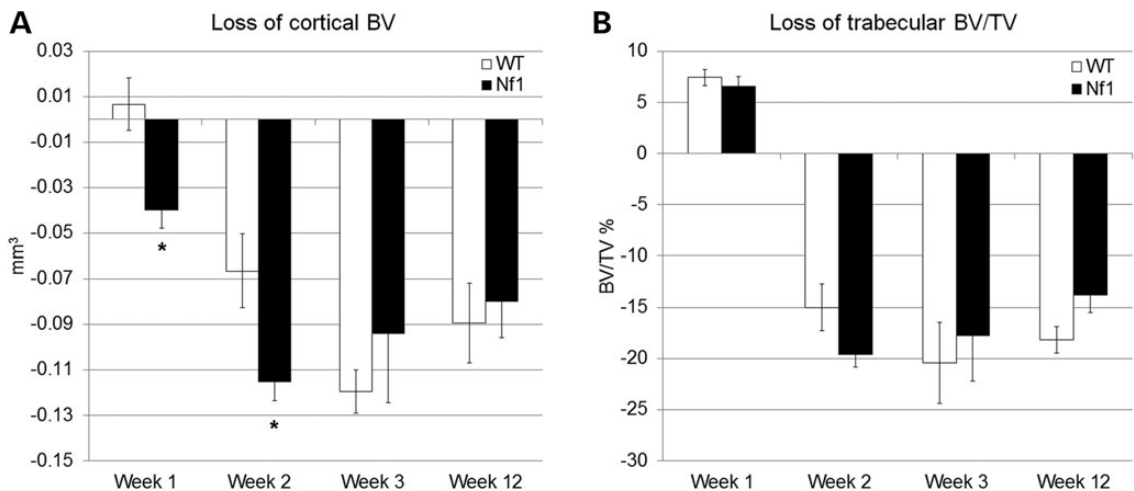 A
Loss of cortical BV
0.03
0.01
-0.01
-0.03
-0.05
-0.07
-0.09
-0.11
-0.13
-0.15
mm³
WT
Nf1
*
*
Week 1 Week 2 Week 3 Week 12
B
Loss of trabecular BV/TV
10
5
0
-5
-10
-15
-20
-25
-30
BV/TV %
WT
Nf1
Week 1 Week 2 Week 3 Week 12